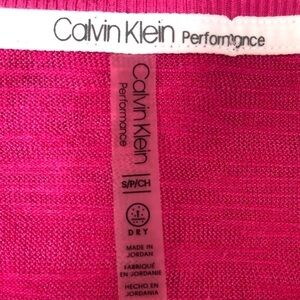 Calvin Klein Performance
Calvin Klein
Performance
S/P/CH
DRY
MADE IN
JORDAN
FABRIQUÉ
EN JORDANIE
HECHO EN
JORDANIA